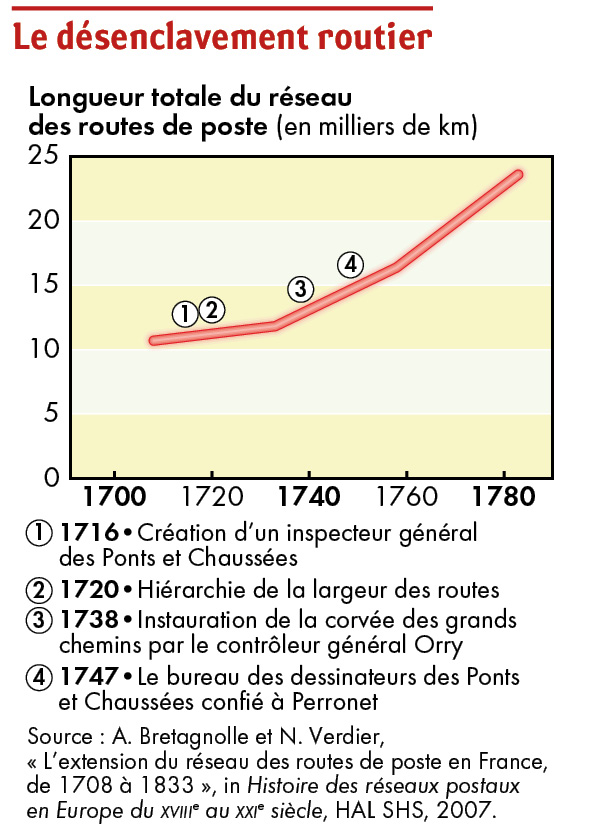 Le désenclavement routier
Longueur totale du réseau
des routes de poste (en milliers de km)
25
20
15
10
5
0
1 2 3 4
1700 1720 1740 1760 1780
1 1716 • Création d’un inspecteur général
des Ponts et Chaussées
2 1720 • Hiérarchie de la largeur des routes
3 1738 • Instauration de la corvée des grands
chemins par le contrôleur général Orry
4 1747 • Le bureau des dessinateurs des Ponts
et Chaussées confié à Perronet
Source : A. Bretagnolle et N. Verdier,
« L’extension du réseau des routes de poste en France,
de 1708 à 1833 », in Histoire des réseaux postaux
en Europe du XVIIIe au XXIe siècle, HAL SHS, 2007.